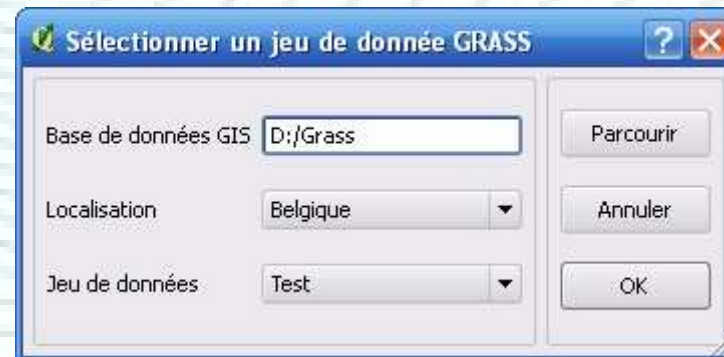 Sélectionner un jeu de donnée GRASS
Base de données GIS D:/Grass Parcourir
Localisation Belgique Annuler
Jeu de données Test OK